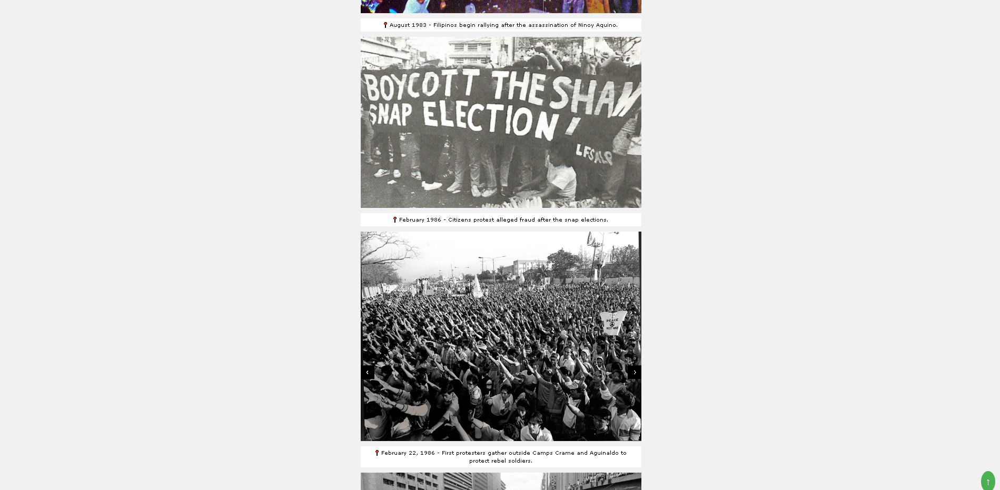 August 1983 - Filipinos begin rallying after the assassination of Ninoy Aquino.
BOYCOTT THE SHAM
SNAP ELECTION!
LFS NLP
February 1986 - Citizens protest alleged fraud after the snap elections.
PEACE
NOT WAR
‹ ›
February 22, 1986 - First protesters gather outside Camps Crame and Aguinaldo to
protect rebel soldiers.
↑